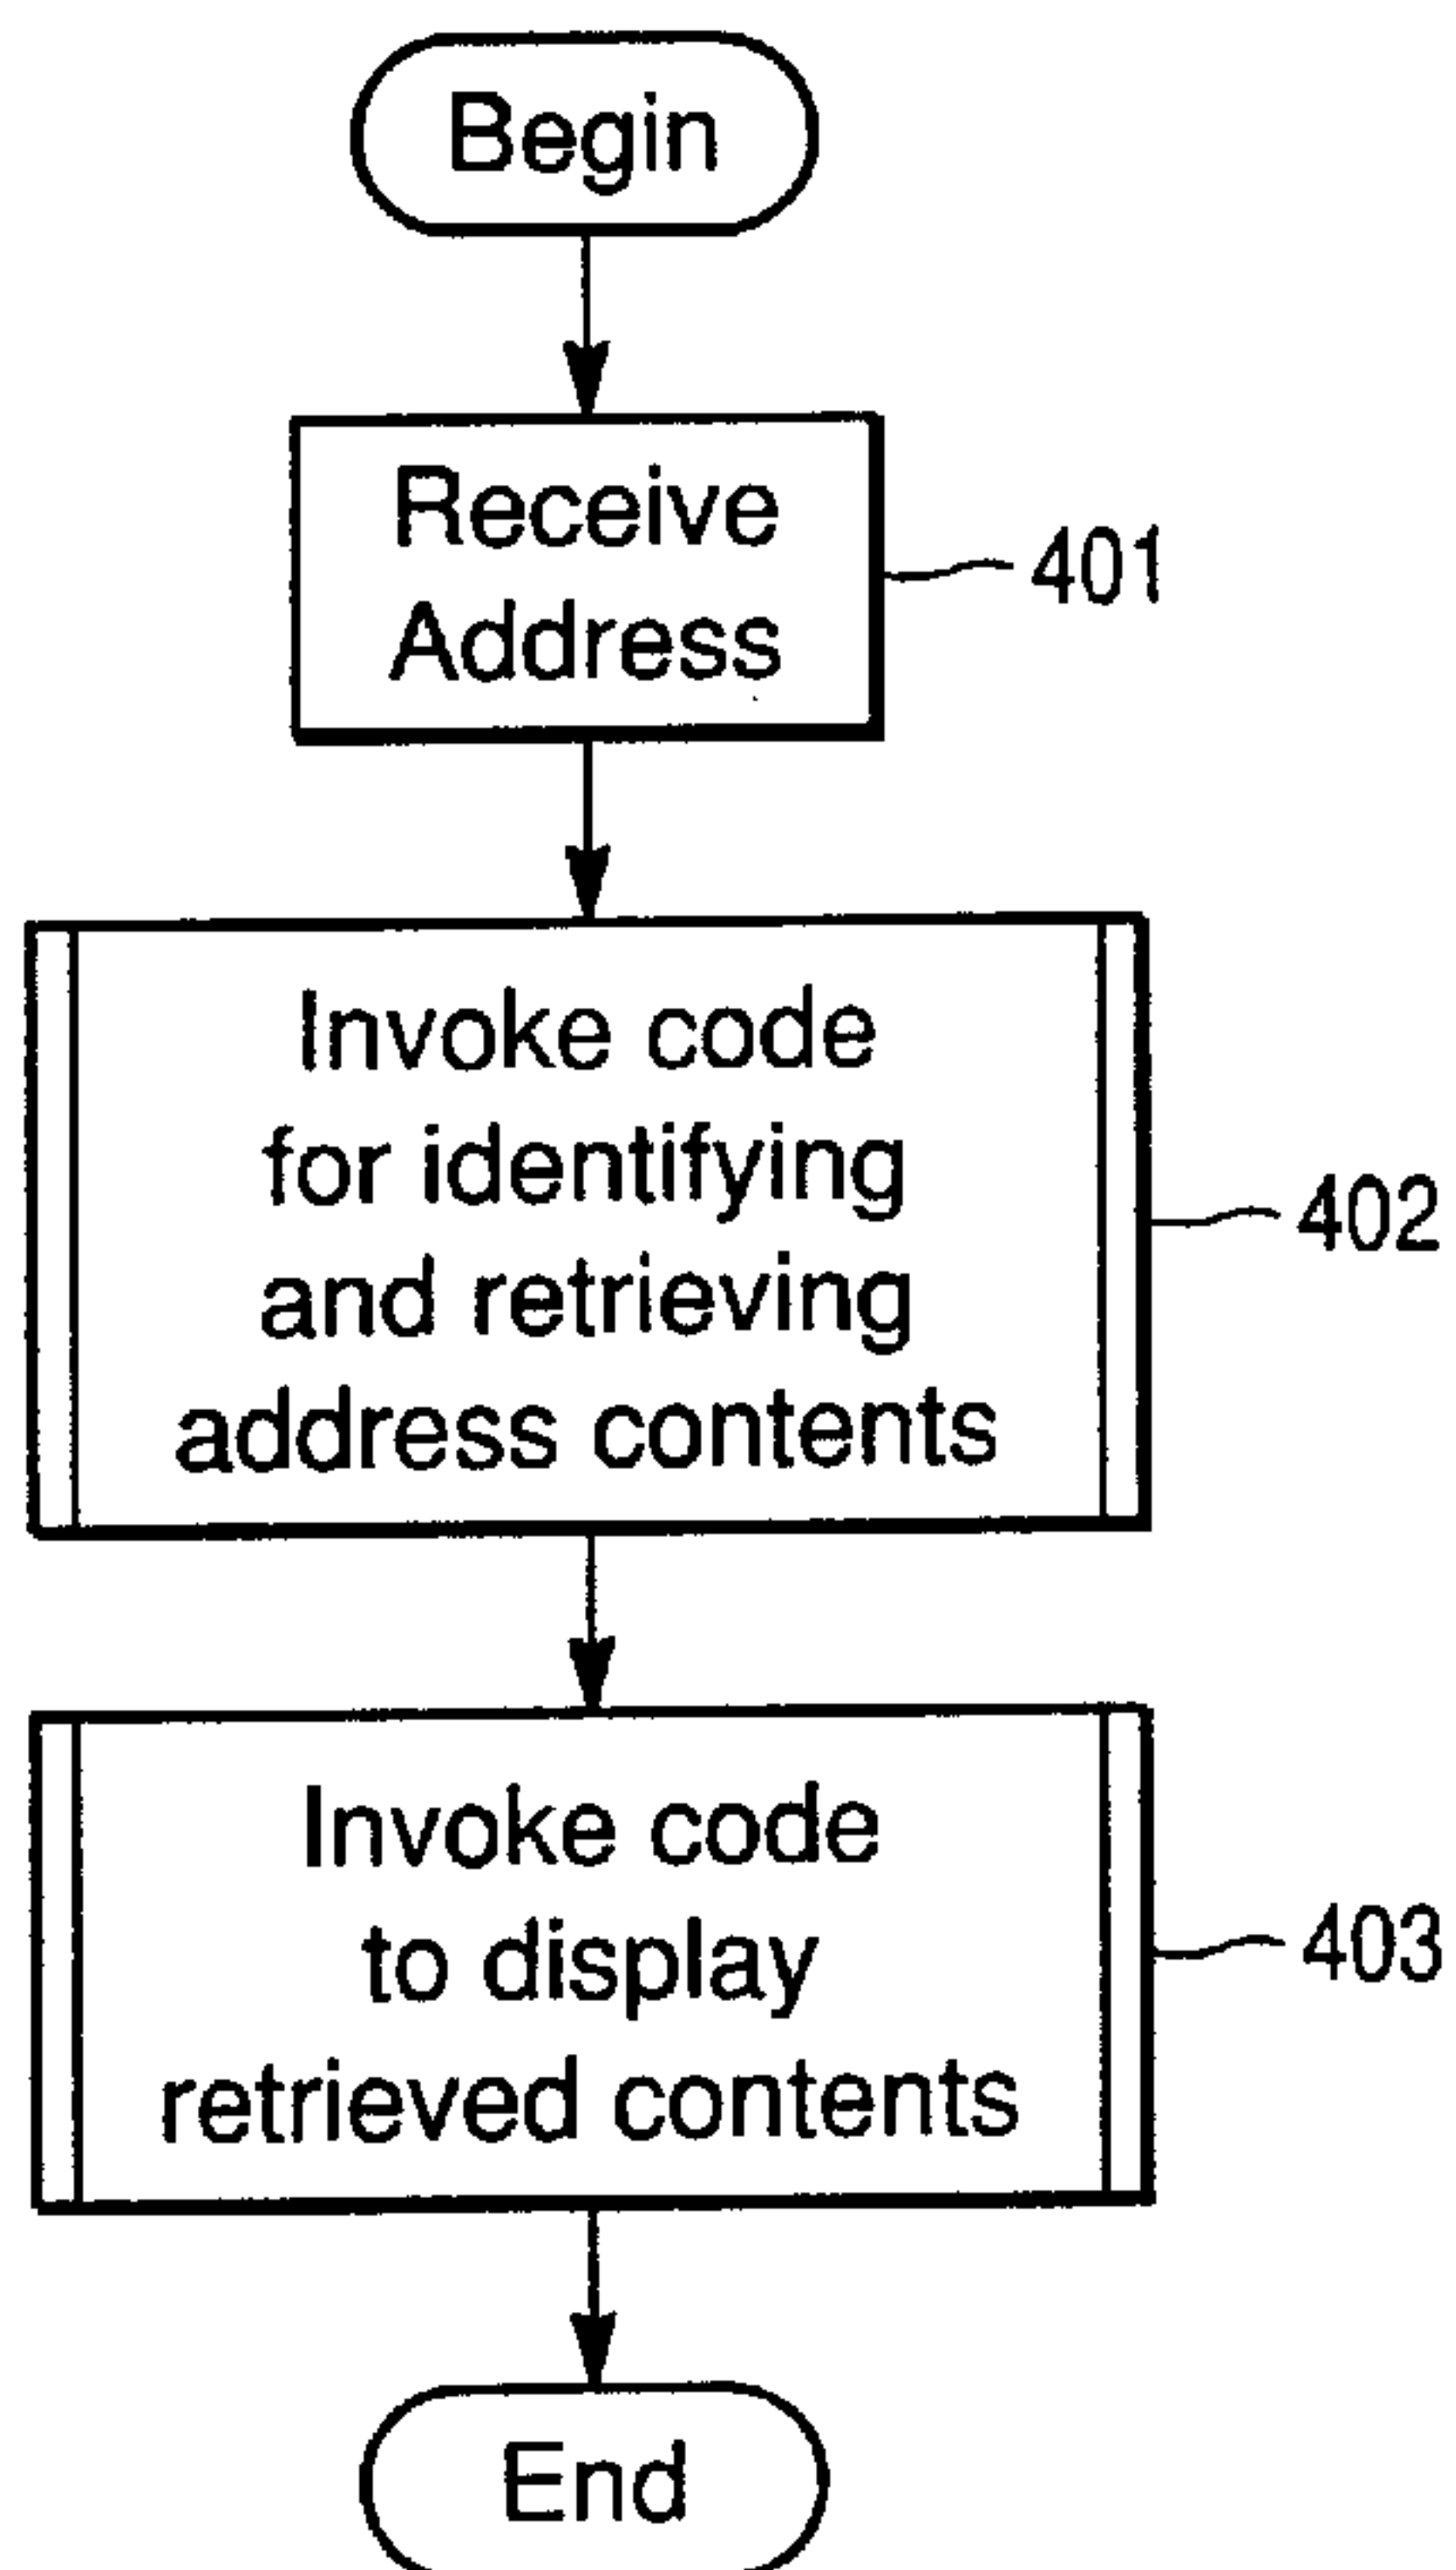 Begin
Receive
Address
401
Invoke code
for identifying
and retrieving
address contents
402
Invoke code
to display
retrieved contents
403
End